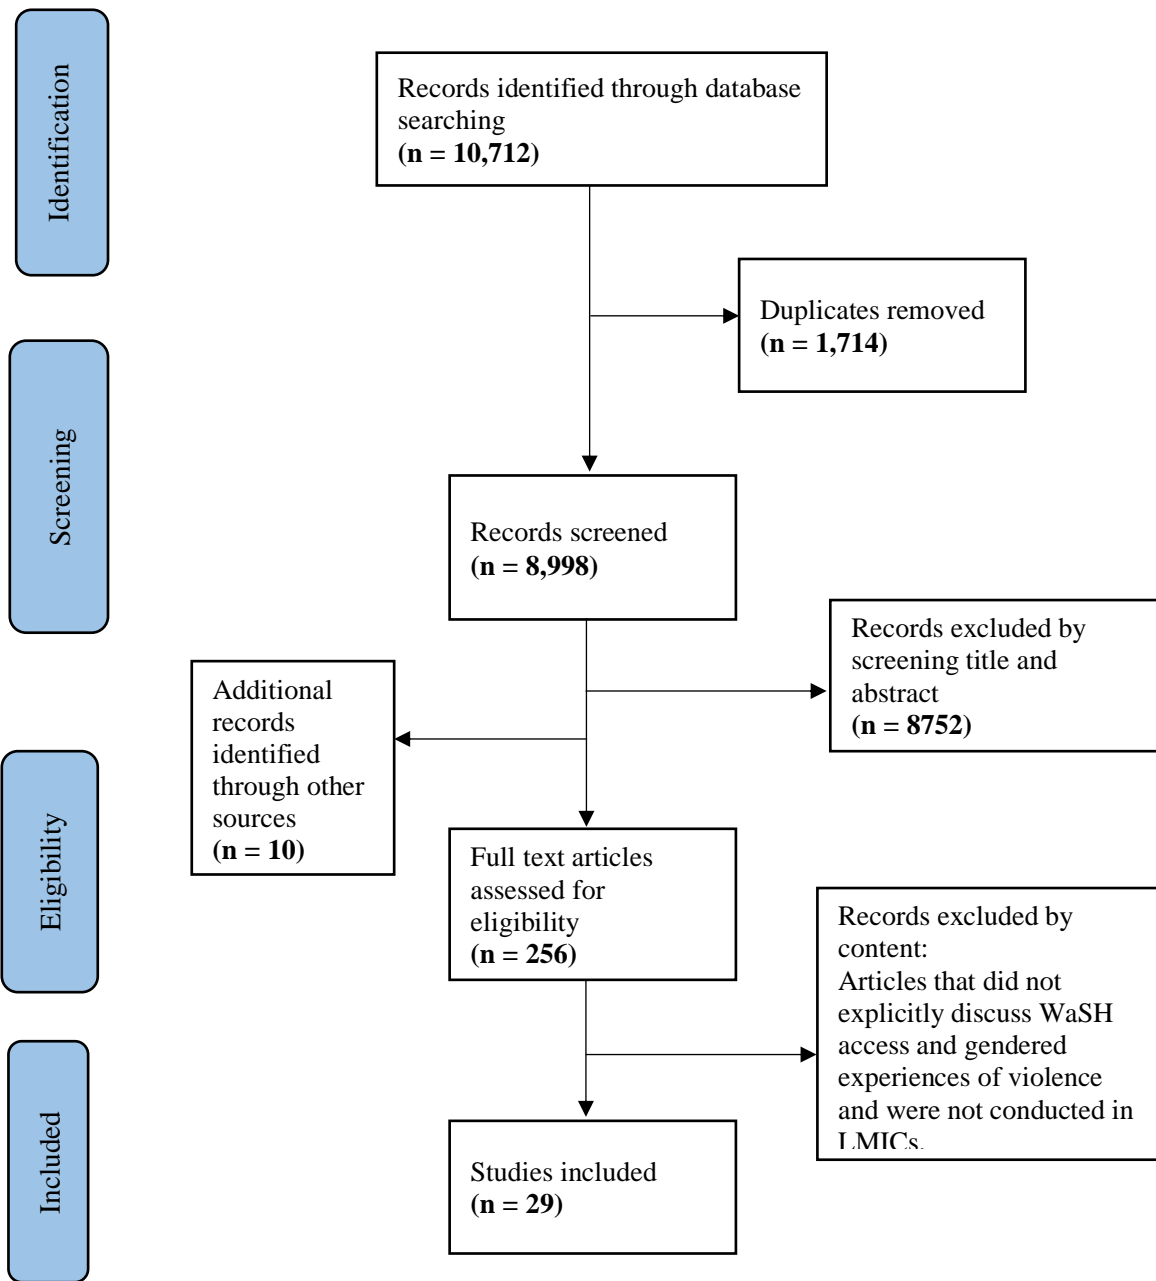 Identification
Records identified through database
searching
(n = 10,712)
Duplicates removed
(n = 1,714)
Screening
Records screened
(n = 8,998)
Records excluded by
screening title and
abstract
(n = 8752)
Additional
records
identified
through other
sources
(n = 10)
Eligibility
Full text articles
assessed for
eligibility
(n = 256)
Records excluded by
content:
Articles that did not
explicitly discuss WaSH
access and gendered
experiences of violence
and were not conducted in
LMICs.
Included
Studies included
(n = 29)